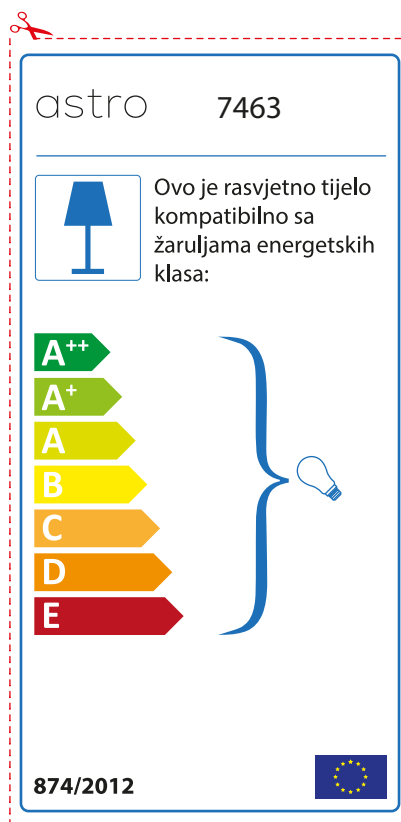 astro 7463
Ovo je rasvjetno tijelo
kompatibilno sa
žaruljama energetskih
klasa:
A++
A+
A
B
C
D
E
874/2012